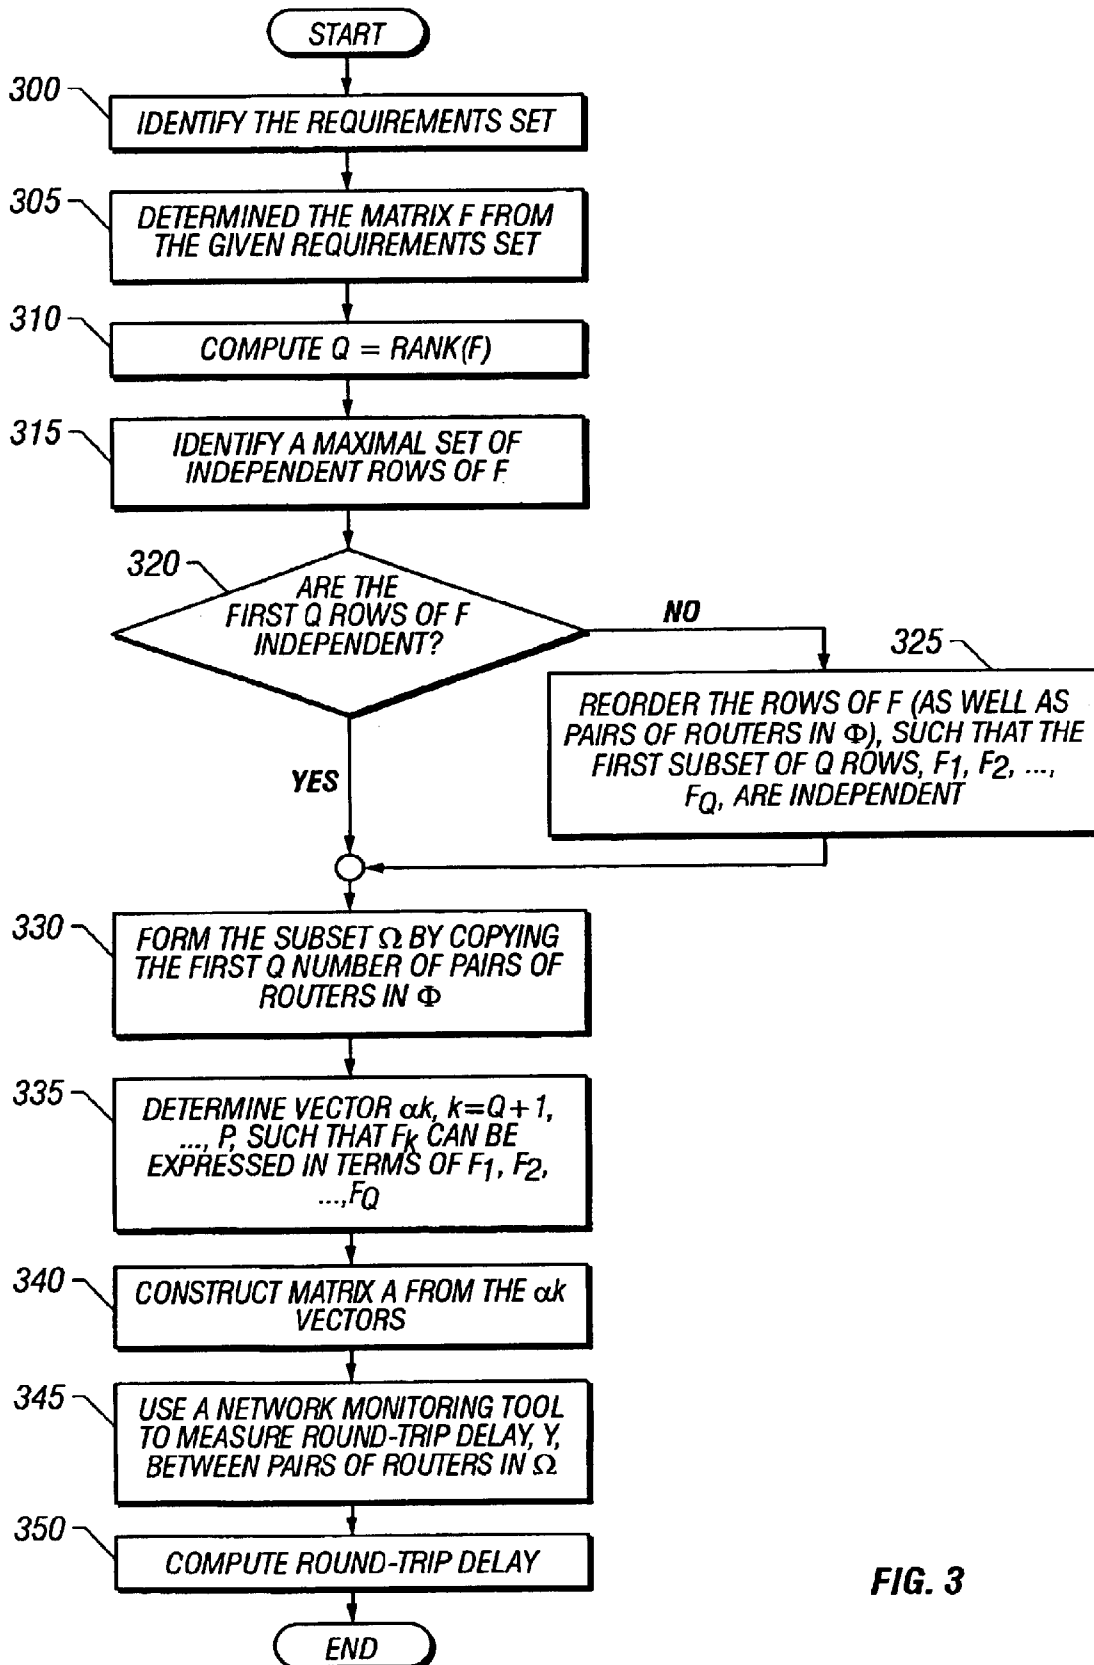 START
300
IDENTIFY THE REQUIREMENTS SET
305
DETERMINED THE MATRIX F FROM
THE GIVEN REQUIREMENTS SET
310
COMPUTE Q = RANK(F)
315
IDENTIFY A MAXIMAL SET OF
INDEPENDENT ROWS OF F
320
ARE THE
FIRST Q ROWS OF F
INDEPENDENT?
NO
325
REORDER THE ROWS OF F (AS WELL AS
PAIRS OF ROUTERS IN Φ), SUCH THAT THE
FIRST SUBSET OF Q ROWS, F1, F2, ...,
FQ, ARE INDEPENDENT
YES
330
FORM THE SUBSET Ω BY COPYING
THE FIRST Q NUMBER OF PAIRS OF
ROUTERS IN Φ
335
DETERMINE VECTOR αk, k=Q+1,
..., P, SUCH THAT Fk CAN BE
EXPRESSED IN TERMS OF F1, F2,
...,FQ
340
CONSTRUCT MATRIX A FROM THE αk
VECTORS
345
USE A NETWORK MONITORING TOOL
TO MEASURE ROUND-TRIP DELAY, Y,
BETWEEN PAIRS OF ROUTERS IN Ω
350
COMPUTE ROUND-TRIP DELAY
FIG. 3
END